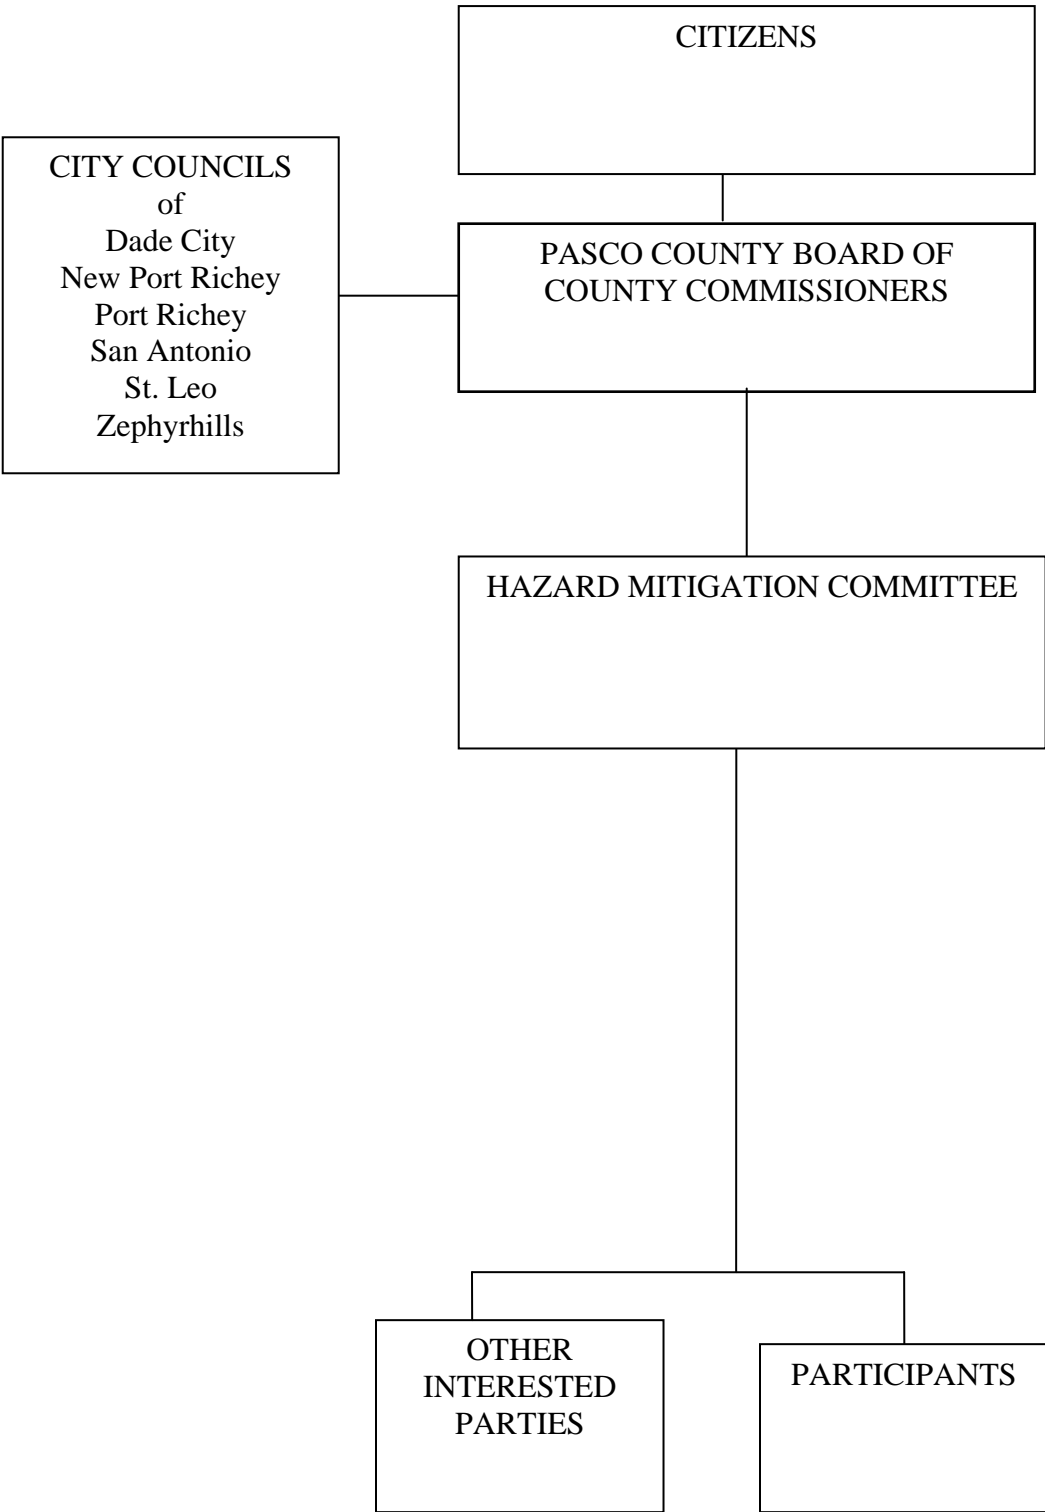 CITIZENS
CITY COUNCILS
of
Dade City
New Port Richey
Port Richey
San Antonio
St. Leo
Zephyrhills
PASCO COUNTY BOARD OF
COUNTY COMMISSIONERS
HAZARD MITIGATION COMMITTEE
OTHER
INTERESTED
PARTIES
PARTICIPANTS